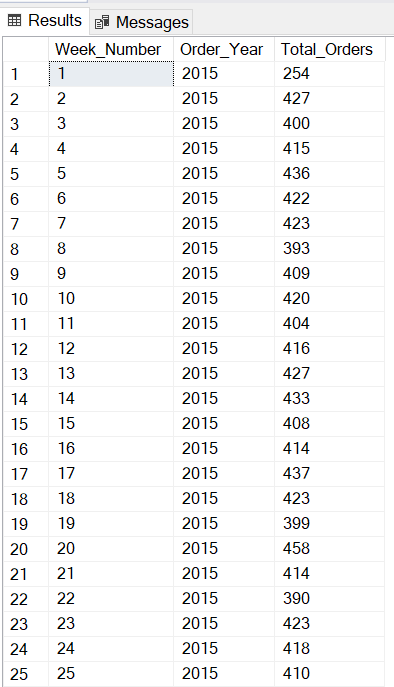 Results Messages
Week_Number Order_Year Total_Orders
1 1 2015 254
2 2 2015 427
3 3 2015 400
4 4 2015 415
5 5 2015 436
6 6 2015 422
7 7 2015 423
8 8 2015 393
9 9 2015 409
10 10 2015 420
11 11 2015 404
12 12 2015 416
13 13 2015 427
14 14 2015 433
15 15 2015 408
16 16 2015 414
17 17 2015 437
18 18 2015 423
19 19 2015 399
20 20 2015 458
21 21 2015 414
22 22 2015 390
23 23 2015 423
24 24 2015 418
25 25 2015 410